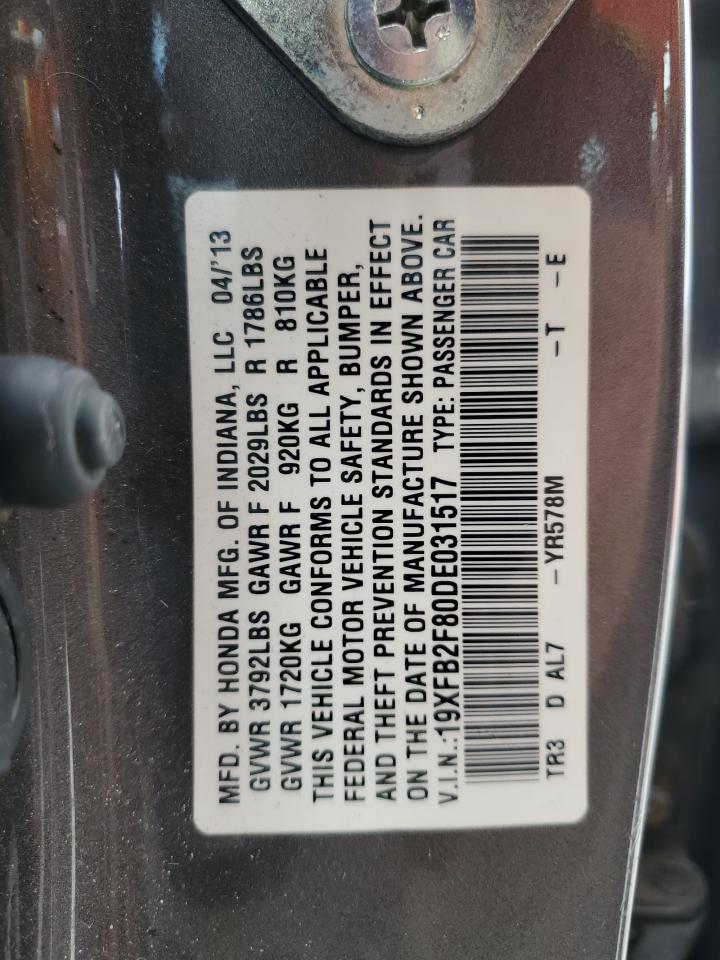 MFD. BY HONDA MFG. OF INDIANA, LLC 04/'13
GVWR 3792LBS GAWR F 2029LBS R 1786LBS
GVWR 1720KG GAWR F 920KG R 810KG
THIS VEHICLE CONFORMS TO ALL APPLICABLE
FEDERAL MOTOR VEHICLE SAFETY, BUMPER,
AND THEFT PREVENTION STANDARDS IN EFFECT
ON THE DATE OF MANUFACTURE SHOWN ABOVE.
V.I.N.:19XFB2F80DE031517 TYPE: PASSENGER CAR
TR3 D AL7 -YR578M -T -E